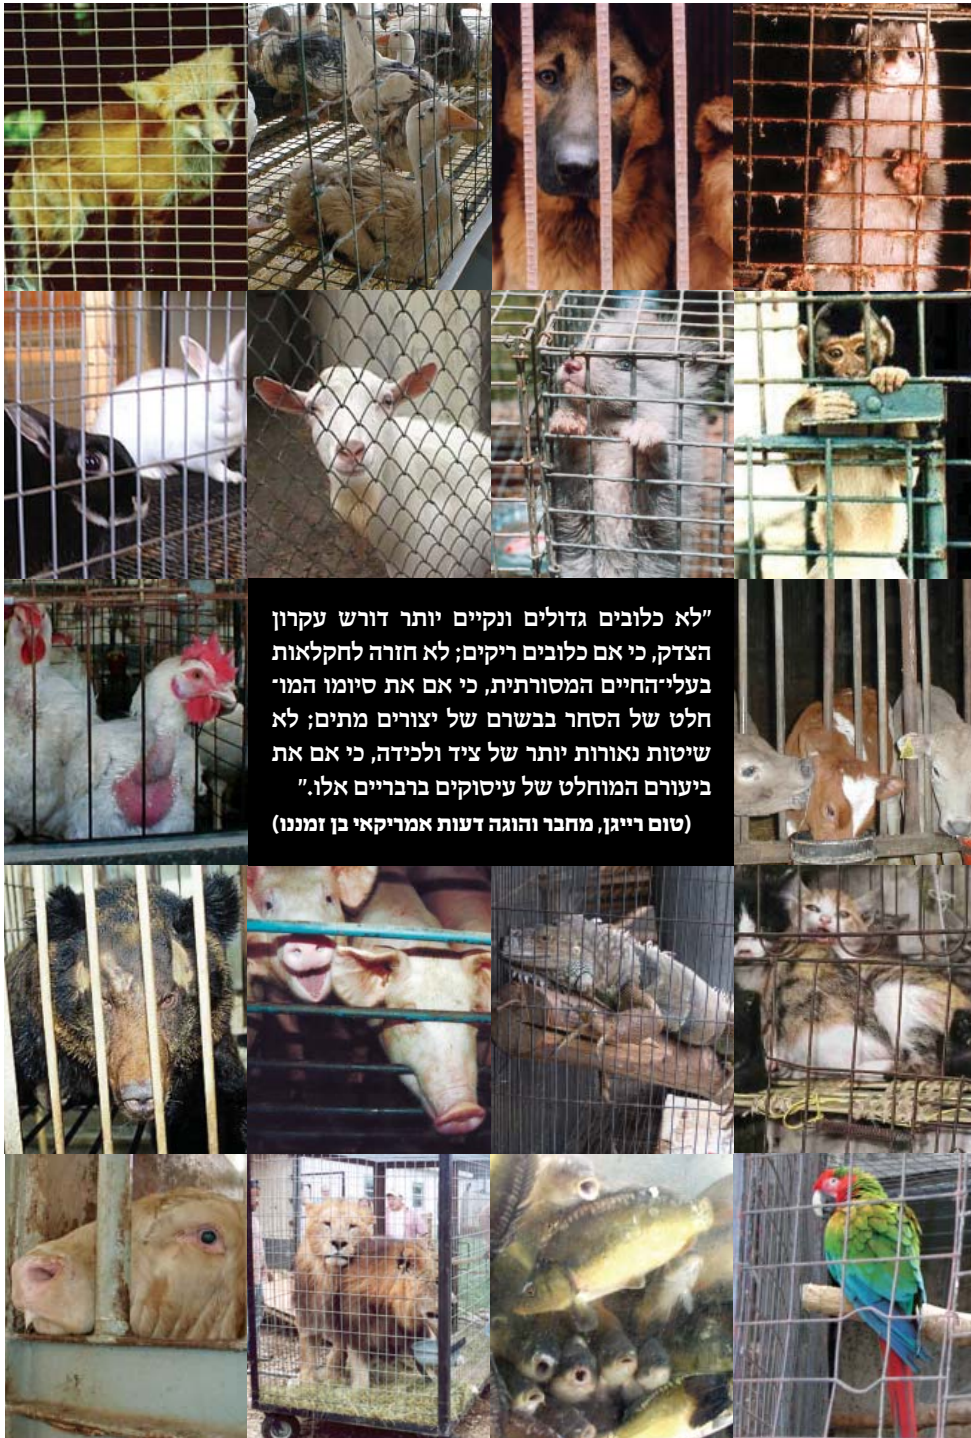 "לא כלובים גדולים ונקיים יותר דורש עקרון
הצדק, כי אם כלובים ריקים; לא חזרה לחקלאות
בעלי־החיים המסורתית, כי אם את סיומו המו־
חלט של הסחר בבשרם של יצורים מתים; לא
שיטות נאורות יותר של ציד ולכידה, כי אם את
ביעורם המוחלט של עיסוקים ברבריים אלו."
(טום רייגן, מחבר והוגה דעות אמריקאי בן זמננו)